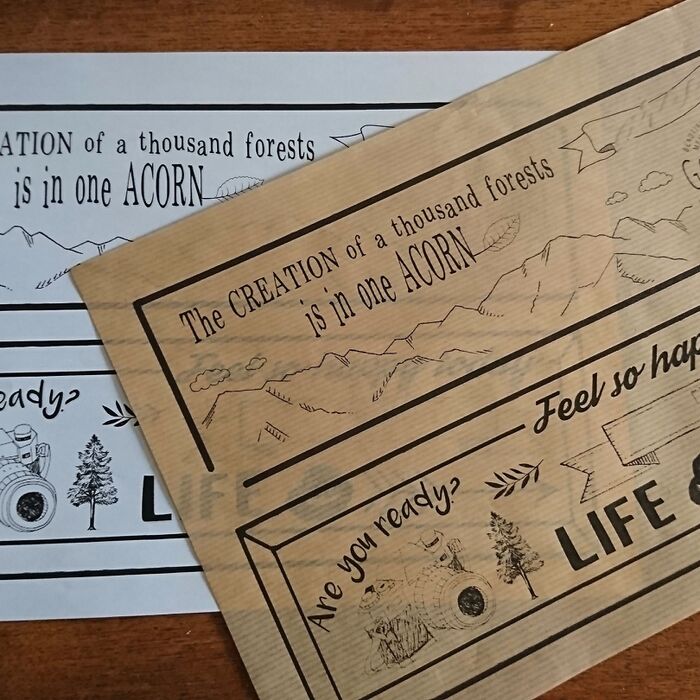 ATION of a thousand forests
is in one ACORN
eady?
L
The CREATION of a thousand forests
is in one ACORN
Feel so hap
Are you ready?
LIFE &